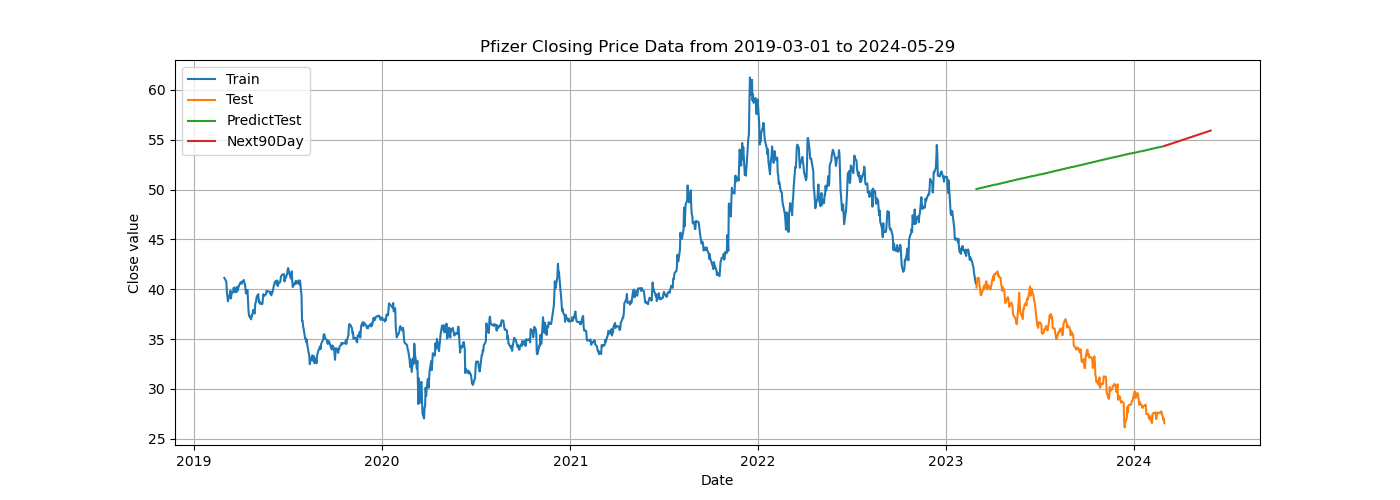 Pfizer Closing Price Data from 2019-03-01 to 2024-05-29
Train
Test
PredictTest
Next90Day
Close value
60
55
50
45
40
35
30
25
2019 2020 2021 2022 2023 2024
Date